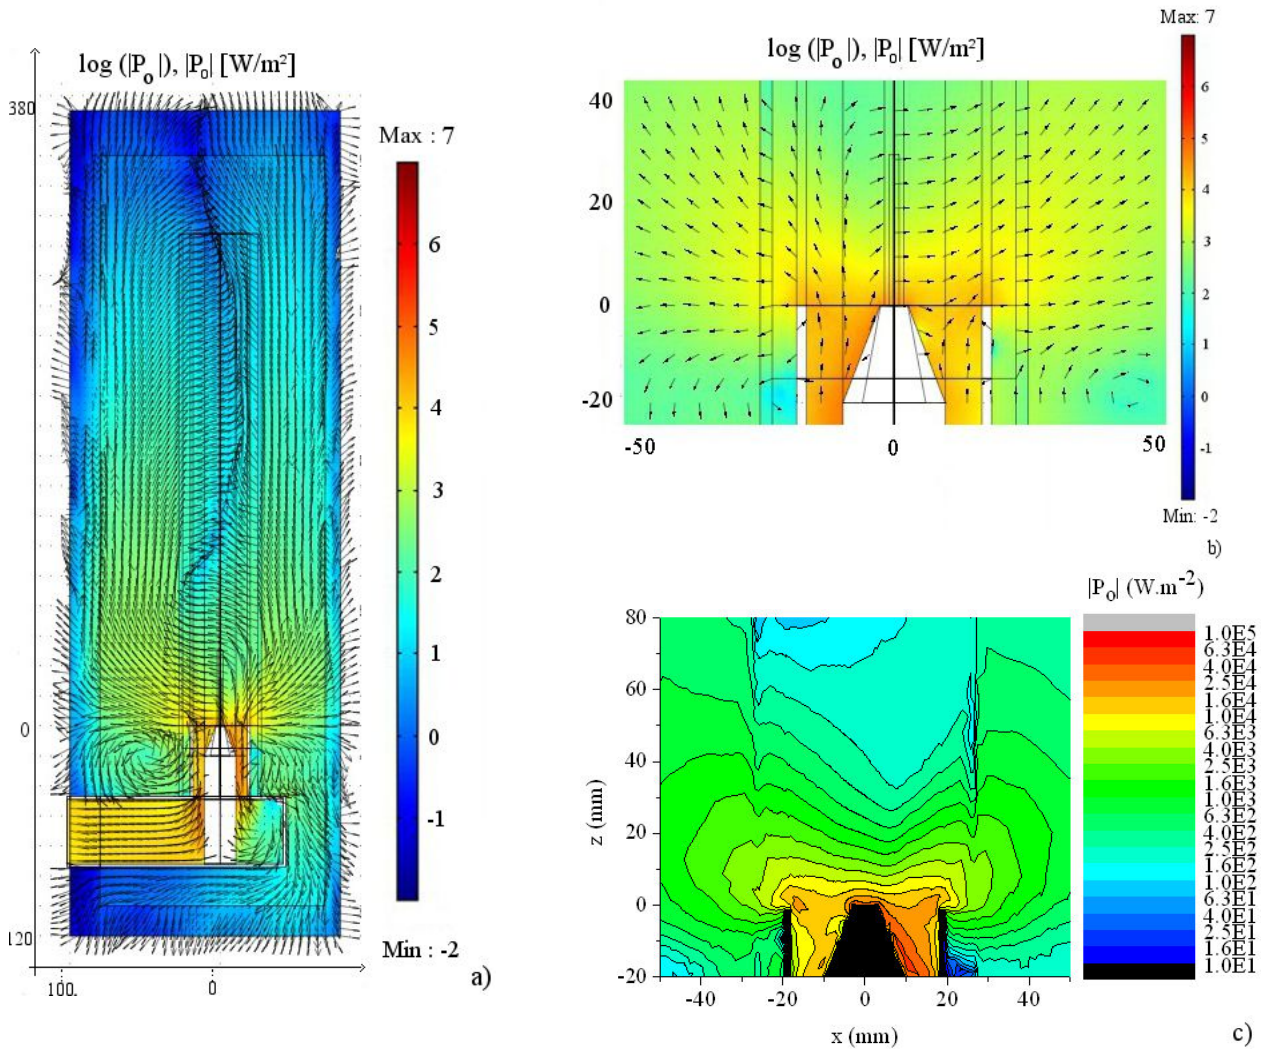 log (|Po|), |Po| [W/m²]
380
0
120
100.
0
Max : 7
6
5
4
3
2
1
0
-1
Min : -2
a)
log (|Po|), |Po| [W/m²]
40
20
0
-20
-50
0
50
Max: 7
6
5
4
3
2
1
0
-1
Min: -2
b)
80
60
40
20
0
-20
z (mm)
-40
-20
0
20
40
x (mm)
|Po| (W.m-2)
1.0E5
6.3E4
4.0E4
2.5E4
1.6E4
1.0E4
6.3E3
4.0E3
2.5E3
1.6E3
1.0E3
6.3E2
4.0E2
2.5E2
1.6E2
1.0E2
6.3E1
4.0E1
2.5E1
1.6E1
1.0E1
c)